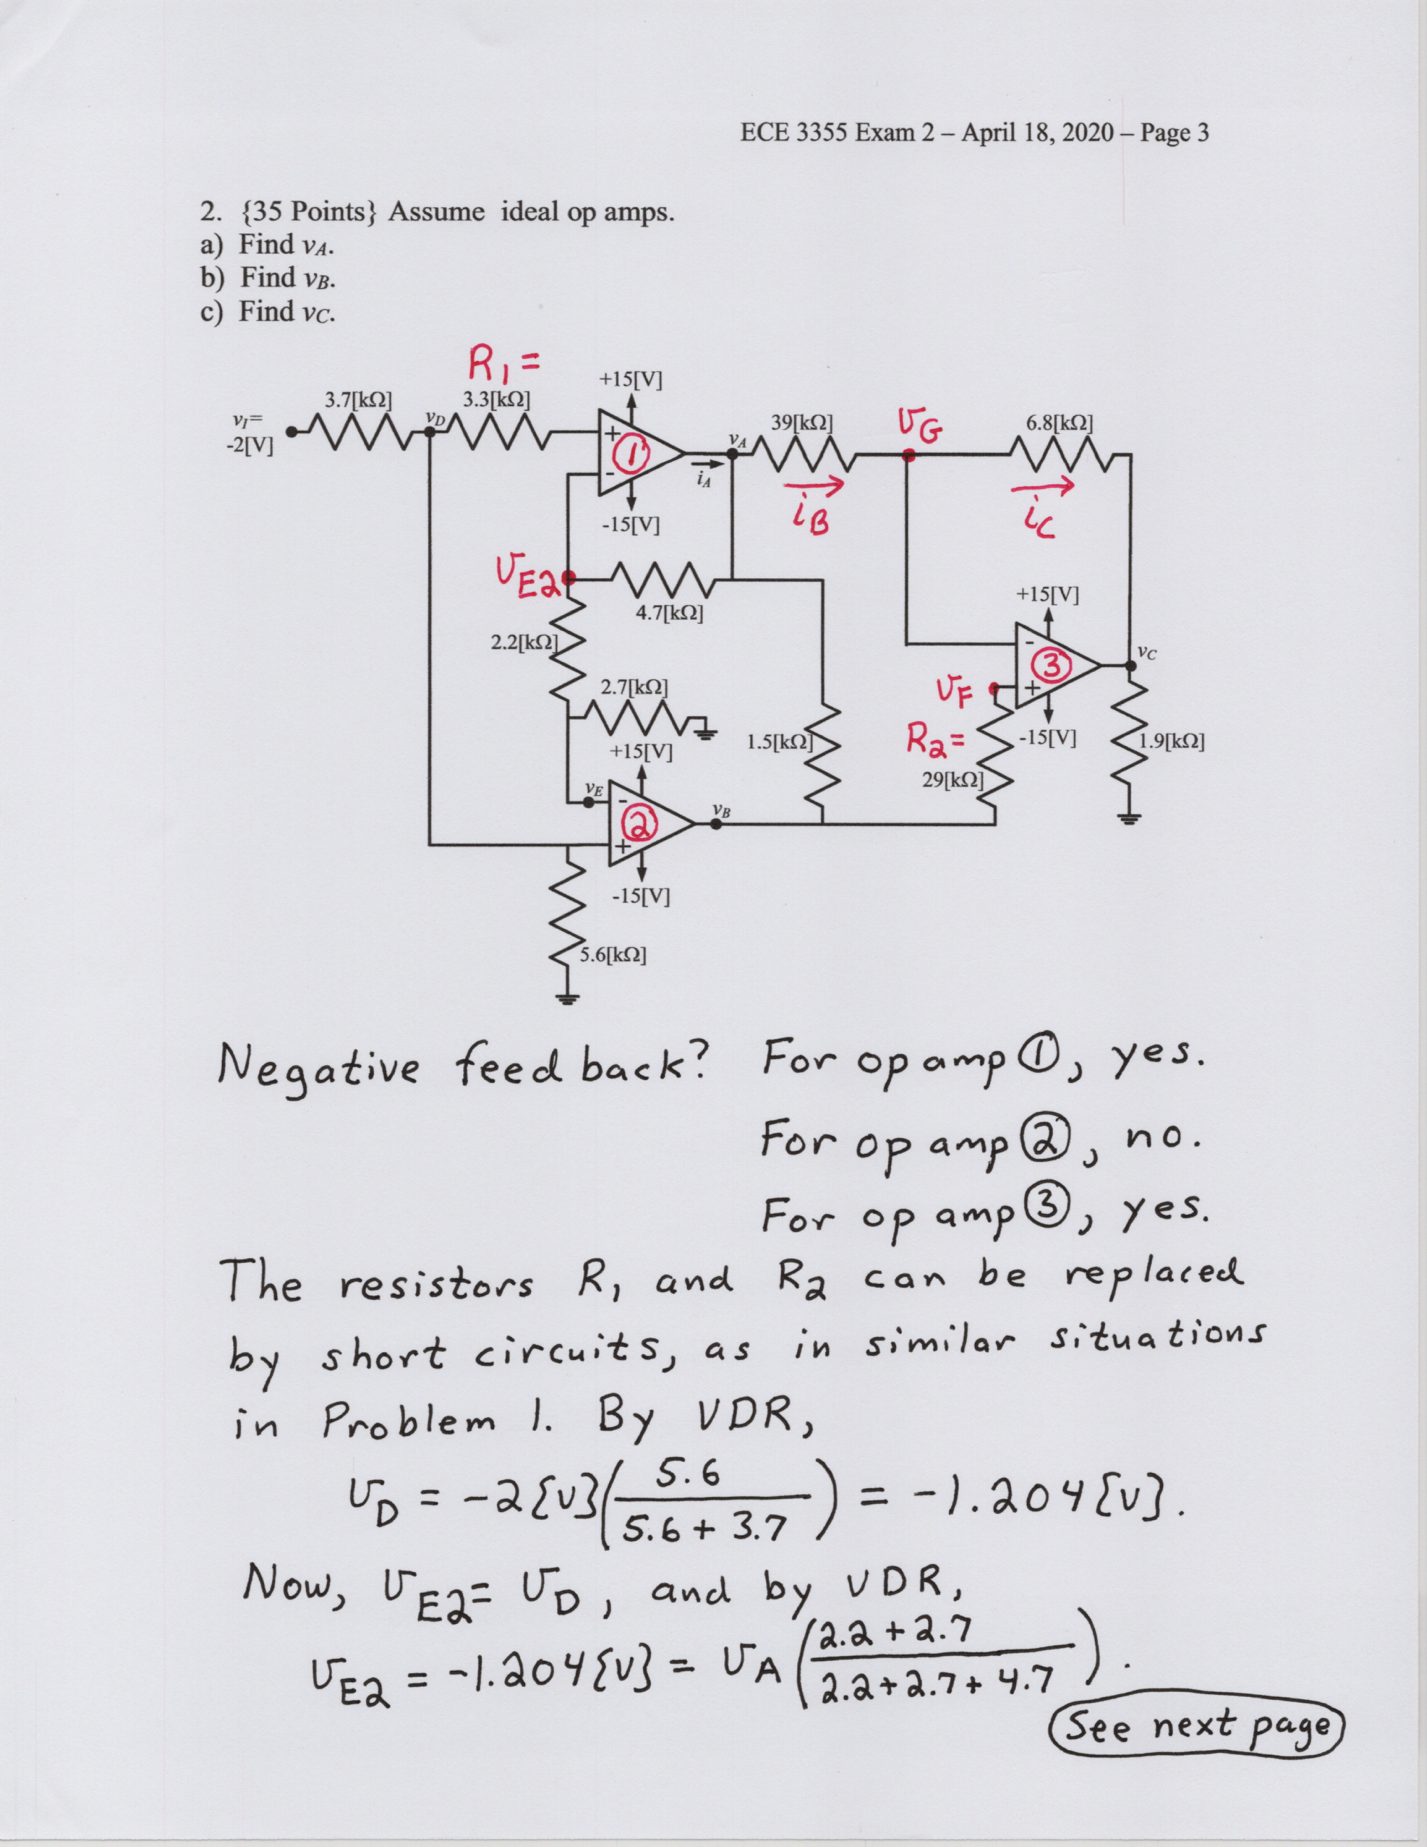 ECE 3355 Exam 2 – April 18, 2020 – Page 3
2. {35 Points} Assume ideal op amps.
a) Find vA.
b) Find vB.
c) Find vC.
R1 =
+15[V]
3.7[kΩ]
3.3[kΩ]
vI=
-2[V]
vD
+
1
-
-15[V]
iA
vA
39[kΩ]
vG
6.8[kΩ]
iB
iC
vE2
4.7[kΩ]
+15[V]
2.2[kΩ]
-
3
+
vC
vF
2.7[kΩ]
R2=
-15[V]
1.9[kΩ]
+15[V]
1.5[kΩ]
29[kΩ]
vE
-
2
+
vB
-15[V]
5.6[kΩ]
Negative feedback? For op amp 1, yes.
For op amp 2, no.
For op amp 3, yes.
The resistors R1 and R2 can be replaced
by short circuits, as in similar situations
in Problem 1. By VDR,
vD = -2[V](5.6 / 5.6 + 3.7) = -1.204[V].
Now, vE2= vD, and by VDR,
vE2 = -1.204[V] = vA(2.2 + 2.7 / 2.2 + 2.7 + 4.7).
See next page